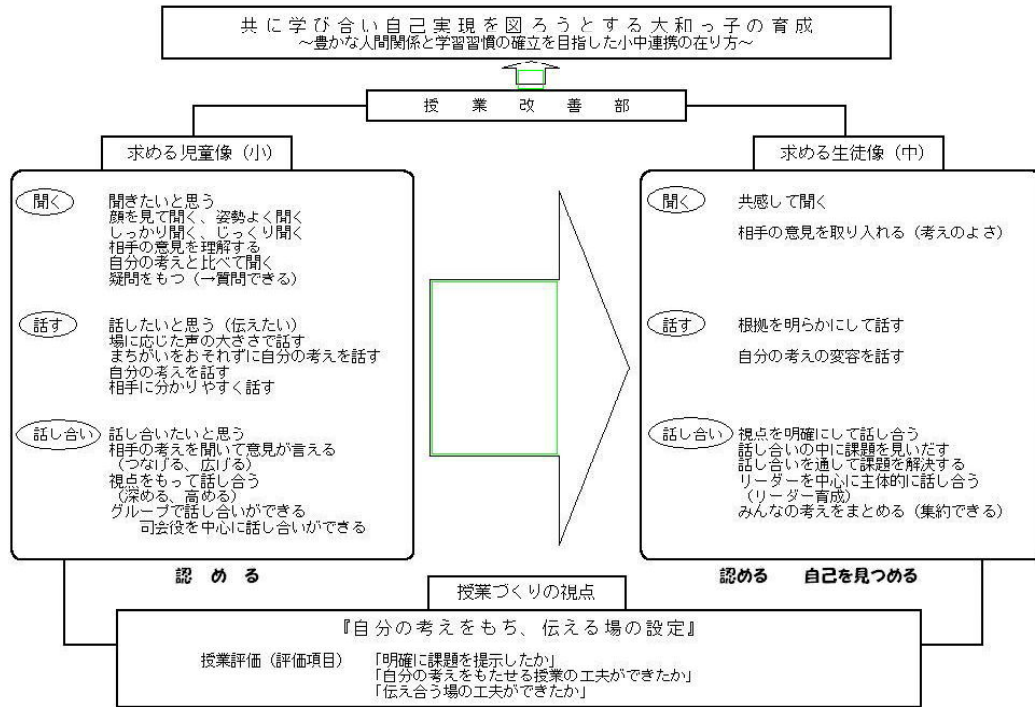 共に学び合い自己実現を図ろうとする大和っ子の育成
～豊かな人間関係と学習習慣の確立を目指した小中連携の在り方～
授業改善部
求める児童像（小）
聞く
聞きたいと思う
顔を見て聞く、姿勢よく聞く
しっかり聞く、じっくり聞く
相手の意見を理解する
自分の考えと比べて聞く
疑問をもつ（→質問できる）
話す
話したいと思う（伝えたい）
場に応じた声の大きさで話す
まちがいをおそれずに自分の考えを話す
自分の考えを話す
相手に分かりやすく話す
話し合い
話し合いたいと思う
相手の考えを聞いて意見が言える
（つなげる、広げる）
視点をもって話し合う
（深める、高める）
グループで話し合いができる
司会役を中心に話し合いができる
認める
求める生徒像（中）
聞く
共感して聞く
相手の意見を取り入れる（考えのよさ）
話す
根拠を明らかにして話す
自分の考えの変容を話す
話し合い
視点を明確にして話し合う
話し合いの中に課題を見いだす
話し合いを通して課題を解決する
リーダーを中心に主体的に話し合う
（リーダー育成）
みんなの考えをまとめる（集約できる）
認める　自己を見つめる
授業づくりの視点
『自分の考えをもち、伝える場の設定』
授業評価（評価項目）　「明確に課題を提示したか」
「自分の考えをもたせる授業の工夫ができたか」
「伝え合う場の工夫ができたか」